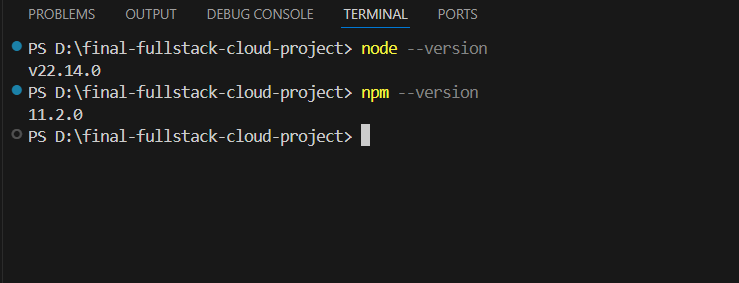 PROBLEMS OUTPUT DEBUG CONSOLE TERMINAL PORTS
PS D:\final-fullstack-cloud-project> node --version
v22.14.0
PS D:\final-fullstack-cloud-project> npm --version
11.2.0
PS D:\final-fullstack-cloud-project>